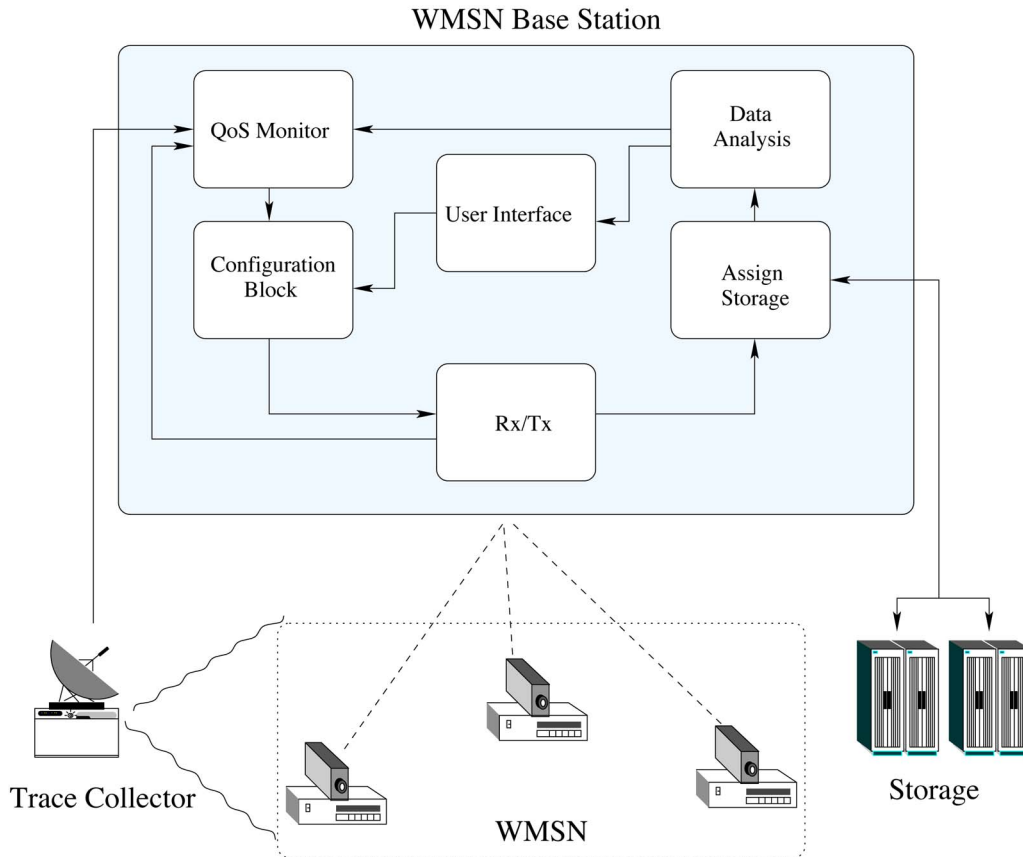 WMSN Base Station
QoS Monitor
Data
Analysis
User Interface
Configuration
Block
Assign
Storage
Rx/Tx
Trace Collector
WMSN
Storage